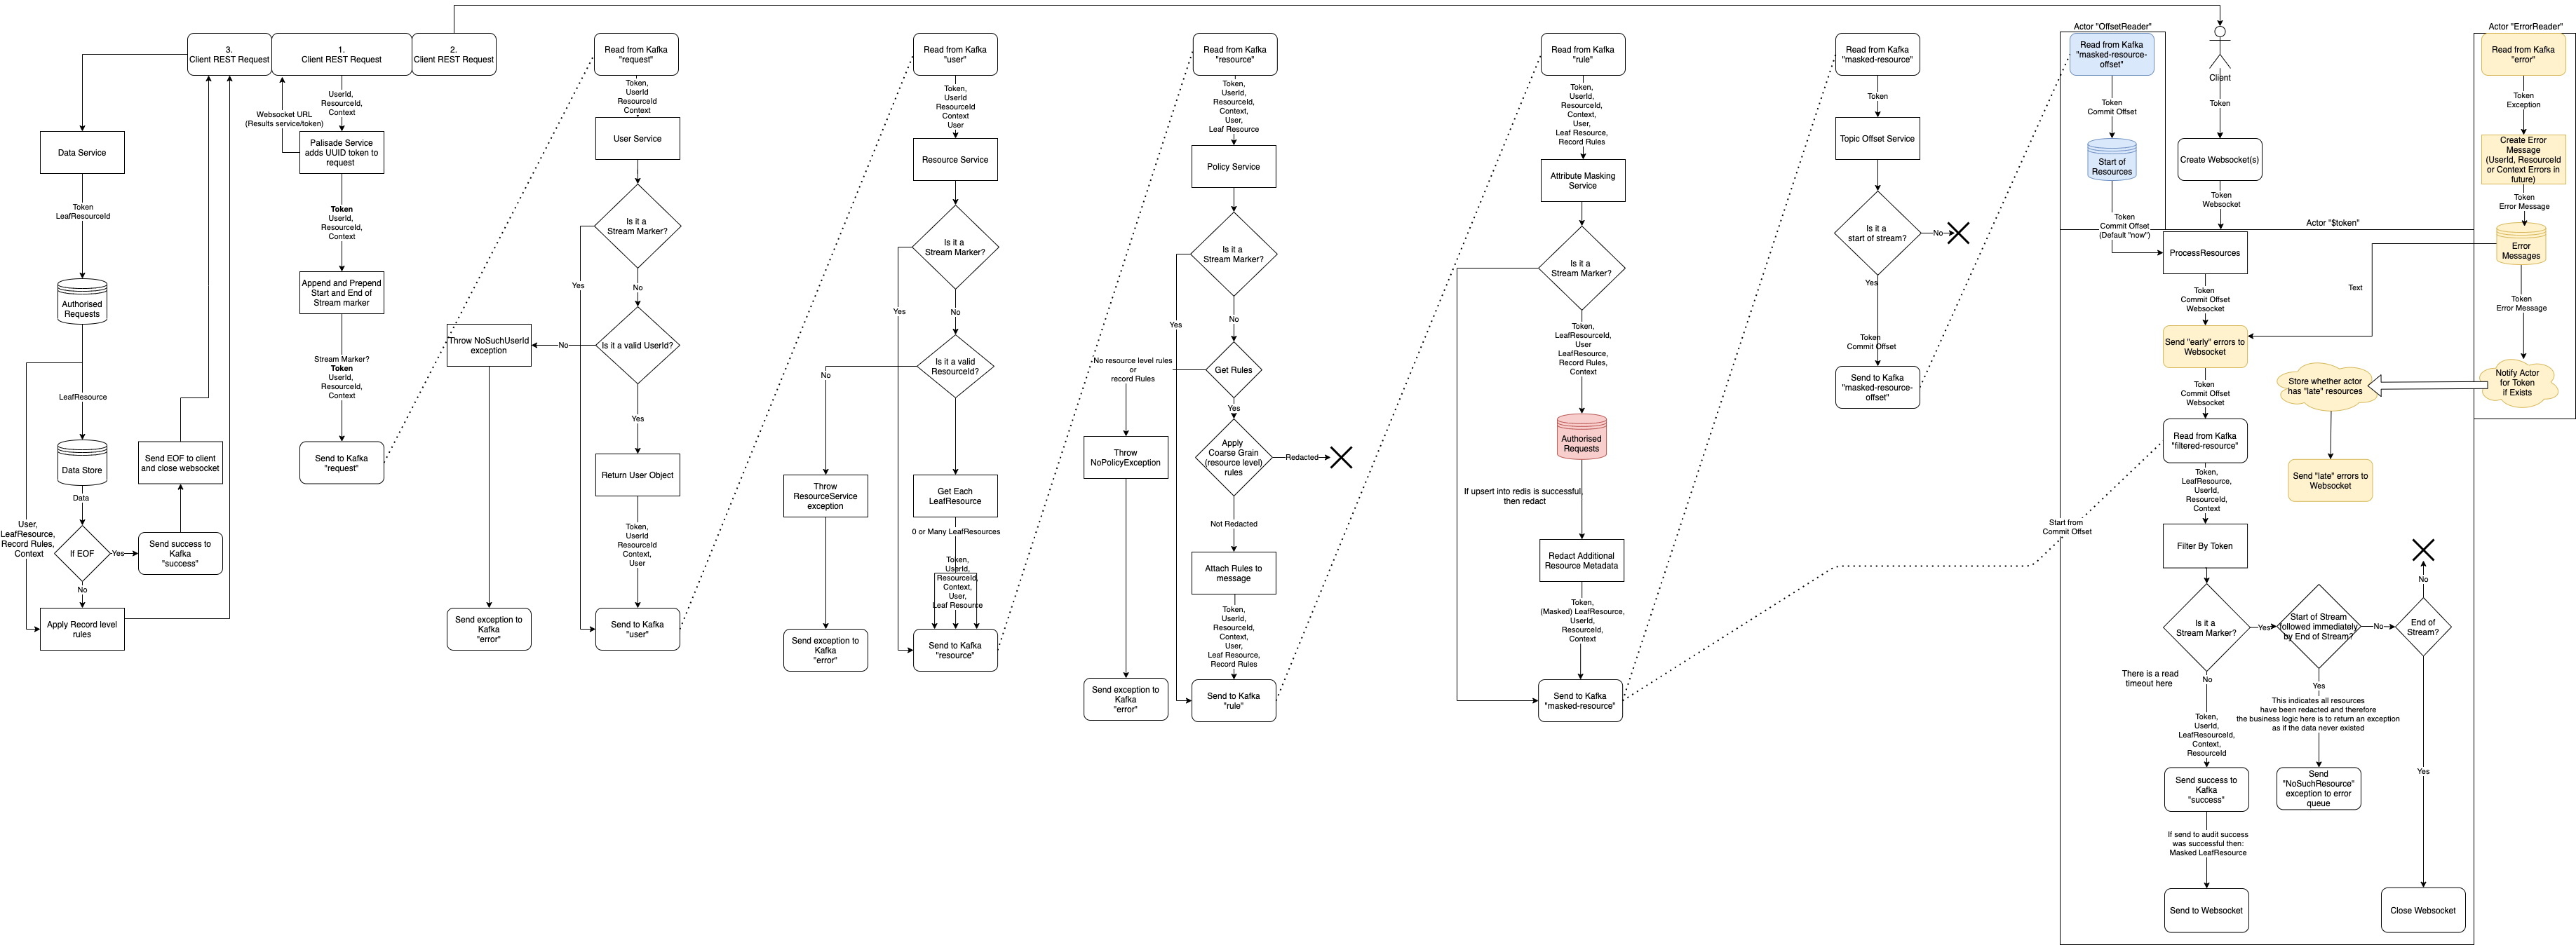 3.
Client REST Request
1.
Client REST Request
2.
Client REST Request
Data Service
Token
LeafResourceId
Authorised
Requests
LeafResource
Data Store
Data
If EOF
Yes
No
User,
LeafResource,
Record Rules,
Context
Apply Record level
rules
Send success to
Kafka
"success"
Send EOF to client
and close websocket
Websocket URL
(Results service/token)
UserId,
ResourceId,
Context
Palisade Service
adds UUID token to
request
Token
UserId,
ResourceId,
Context
Append and Prepend
Start and End of
Stream marker
Stream Marker?
Token
UserId,
ResourceId,
Context
Send to Kafka
"request"
Read from Kafka
"request"
Token,
UserId
ResourceId
Context
User Service
Is it a
Stream Marker?
Yes
No
Is it a valid UserId?
No
Throw NoSuchUserId
exception
Send exception to
Kafka
"error"
Yes
Return User Object
Token,
UserId
ResourceId
Context,
User
Send to Kafka
"user"
Read from Kafka
"user"
Token,
UserId
ResourceId
Context
User
Resource Service
Is it a
Stream Marker?
Yes
No
Is it a valid
ResourceId?
No
Throw
ResourceService
exception
Send exception to
Kafka
"error"
Get Each
LeafResource
0 or Many LeafResources
Token,
UserId,
ResourceId,
Context,
User,
Leaf Resource
Send to Kafka
"resource"
Read from Kafka
"resource"
Token,
UserId,
ResourceId,
Context,
User,
Leaf Resource
Policy Service
Is it a
Stream Marker?
Yes
No
Get Rules
No resource level rules
or
record Rules
Throw
NoPolicyException
Send exception to
Kafka
"error"
Yes
Apply
Coarse Grain
(resource level)
rules
Redacted
Not Redacted
Attach Rules to
message
Token,
UserId,
ResourceId,
Context,
User,
Leaf Resource,
Record Rules
Send to Kafka
"rule"
Read from Kafka
"rule"
Token,
UserId,
ResourceId,
Context,
User,
Leaf Resource,
Record Rules
Attribute Masking
Service
Is it a
Stream Marker?
Token,
LeafResourceId,
User
LeafResource,
Record Rules,
Context
Authorised
Requests
If upsert into redis is successful,
then redact
Redact Additional
Resource Metadata
Token,
(Masked) LeafResource,
UserId,
ResourceId,
Context
Send to Kafka
"masked-resource"
Read from Kafka
"masked-resource"
Token
Topic Offset Service
Is it a
start of stream?
No
Yes
Token
Commit Offset
Send to Kafka
"masked-resource-
offset"
Actor "OffsetReader"
Read from Kafka
"masked-resource-
offset"
Token
Commit Offset
Start of
Resources
Token
Commit Offset
(Default "now")
Client
Token
Create Websocket(s)
Token
Websocket
Actor "$token"
ProcessResources
Token
Commit Offset
Websocket
Send "early" errors to
Websocket
Token
Commit Offset
Websocket
Read from Kafka
"filtered-resource"
Start from
Commit Offset
Token,
LeafResource,
UserId,
ResourceId,
Context
Filter By Token
Is it a
Stream Marker?
There is a read
timeout here
No
Token,
UserId,
LeafResourceId,
Context,
ResourceId
Send success to
Kafka
"success"
If send to audit success
was successful then:
Masked LeafResource
Send to Websocket
Yes
Start of Stream
followed immediately
by End of Stream?
Yes
This indicates all resources
have been redacted and therefore
the business logic here is to return an exception
as if the data never existed
Send
"NoSuchResource"
exception to error
queue
No
End of
Stream?
No
Yes
Close Websocket
Actor "ErrorReader"
Read from Kafka
"error"
Token
Exception
Create Error
Message
(UserId, ResourceId
or Context Errors in
future)
Token
Error Message
Error
Messages
Text
Token
Error Message
Notify Actor
for Token
if Exists
Store whether actor
has "late" resources
Send "late" errors to
Websocket